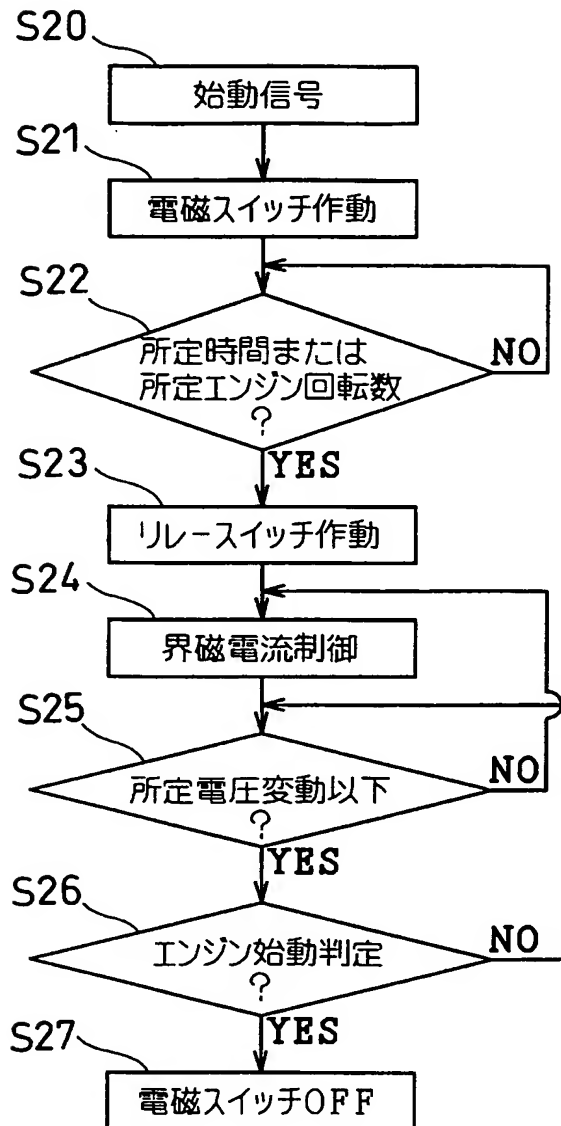 S20
始動信号
S21
電磁スイッチ作動
S22
所定時間または
所定エンジン回転数
?
NO
YES
S23
リレースイッチ作動
S24
界磁電流制御
S25
所定電圧変動以下
?
NO
YES
S26
エンジン始動判定
?
NO
YES
S27
電磁スイッチOFF